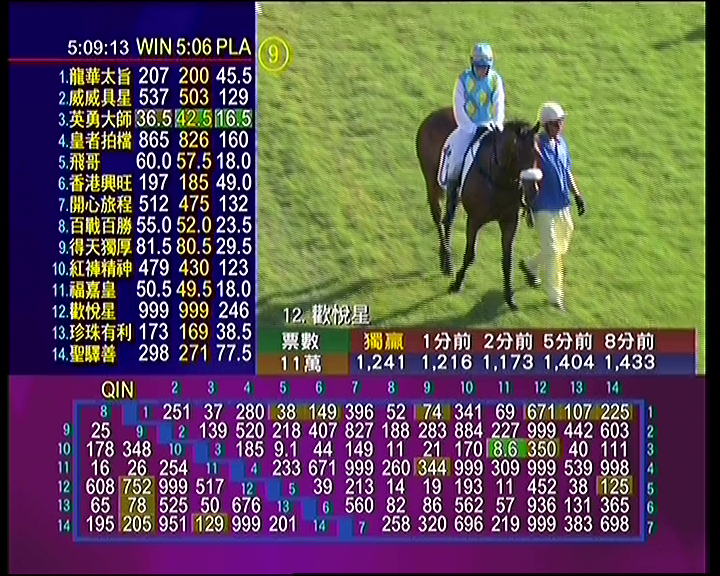 5:09:13 WIN 5:06 PLA
9
1.龍華太旨 207 200 45.5
2.威威具星 537 503 129
3.英勇大師 36.5 42.5 16.5
4.皇者拍檔 865 826 160
5.飛哥 60.0 57.5 18.0
6.香港興旺 197 185 49.0
7.開心旅程 512 475 132
8.百戰百勝 55.0 52.0 23.5
9.得天獨厚 81.5 80.5 29.5
10.紅褲精神 479 430 123
11.福嘉皇 50.5 49.5 18.0
12.歡悅星 999 999 246
13.珍珠有利 173 169 38.5
14.聖驛善 298 271 77.5
12. 歡悅星
票數 獨贏 1分前 2分前 5分前 8分前
11萬 1,241 1,216 1,173 1,404 1,433
QIN 2 3 4 5 6 7 8 9 10 11 12 13 14
8 1 251 37 280 38 149 396 52 74 341 69 671 107 225 1
9 25 9 2 139 520 218 407 827 188 283 884 227 999 442 603 2
10 178 348 10 3 185 9.1 44 149 11 21 170 8.6 350 40 111 3
11 16 26 254 11 4 233 671 999 260 344 999 309 999 539 998 4
12 608 752 999 517 12 5 39 213 14 19 193 11 452 38 125 5
13 65 78 525 50 676 13 6 560 82 86 562 57 936 131 365 6
14 195 205 951 129 999 201 14 7 258 320 696 219 999 383 698 7